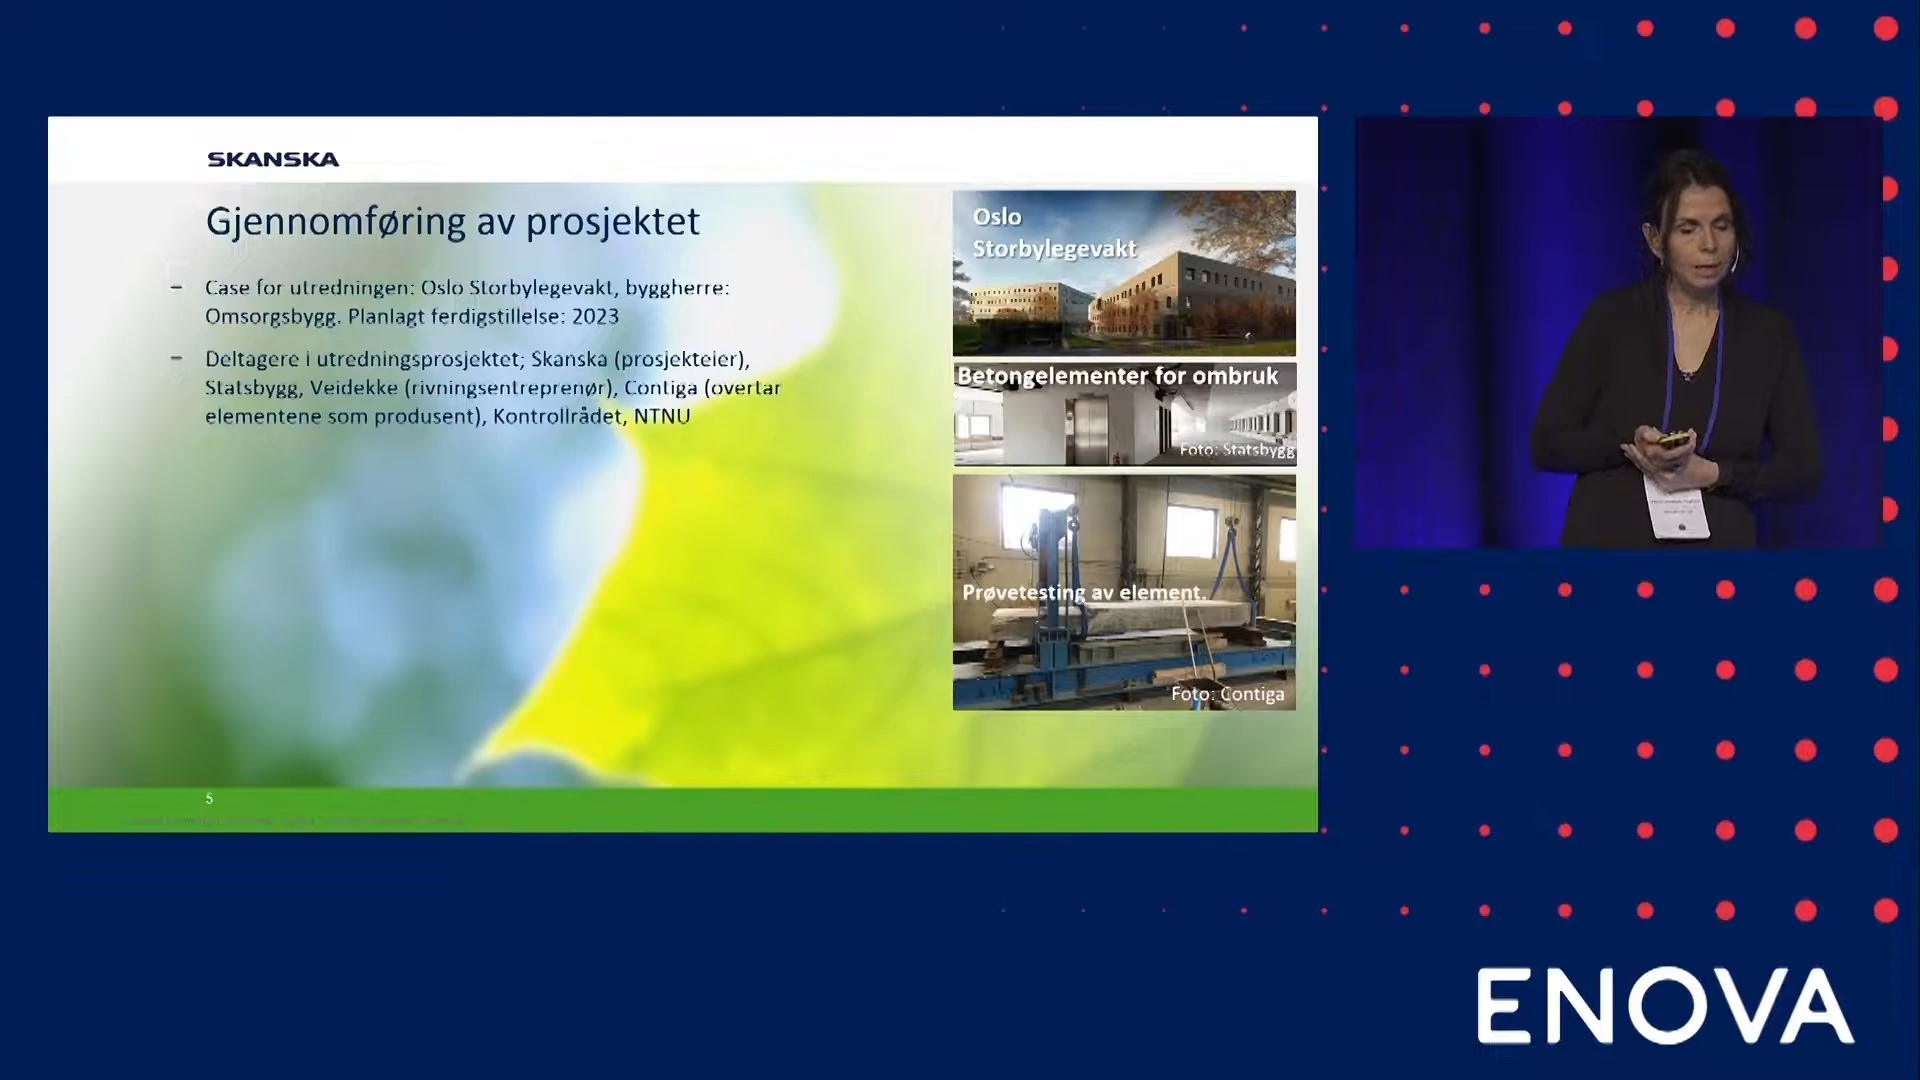 SKANSKA
Gjennomføring av prosjektet
– Case for utredningen: Oslo Storbylegevakt, byggherre:
Omsorgsbygg. Planlagt ferdigstillelse: 2023
– Deltagere i utredningsprosjektet; Skanska (prosjekteier),
Statsbygg, Veidekke (rivningsentreprenør), Contiga (overtar
elementene som produsent), Kontrollrådet, NTNU
Oslo
Storbylegevakt
Betongelementer for ombruk
Foto: Statsbygg
Prøvetesting av element.
Foto: Contiga
5
ENOVA